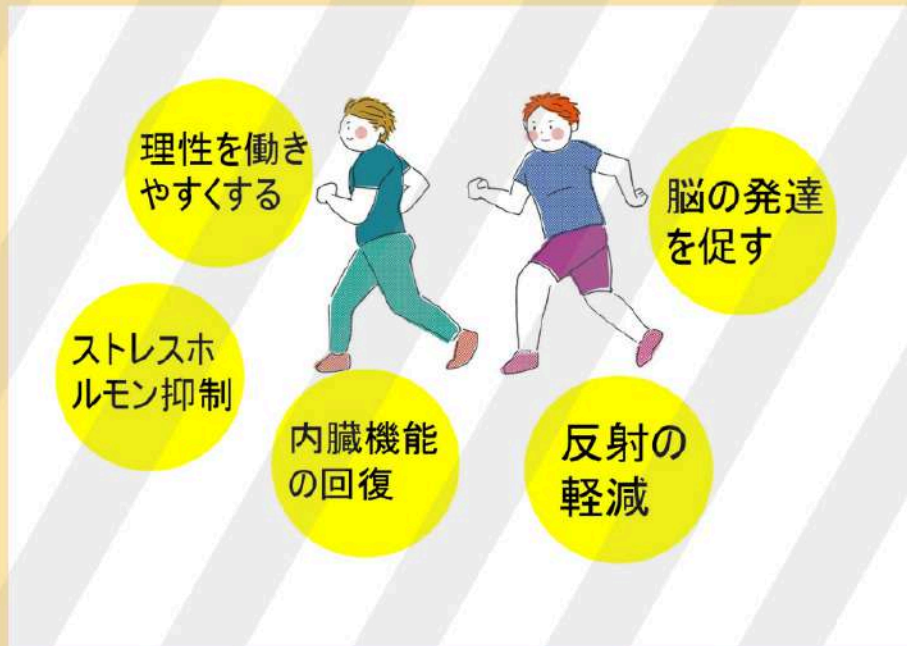 理性を働き
やすくする
脳の発達
を促す
ストレスホ
ルモン抑制
内臓機能
の回復
反射の
軽減